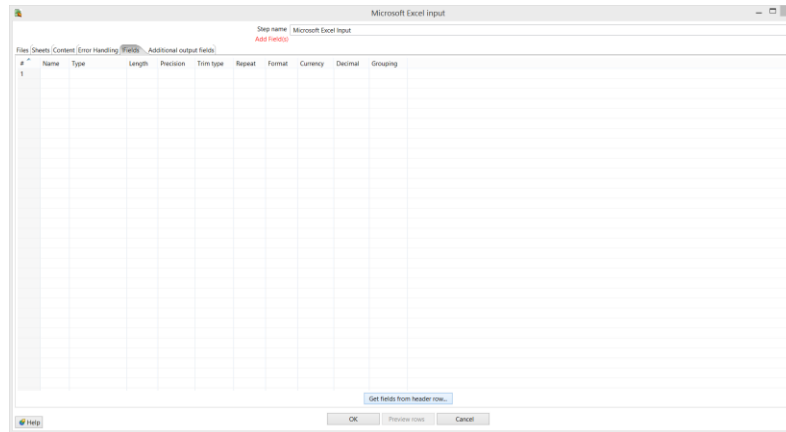 Microsoft Excel input
Step name Microsoft Excel Input
Add Field(s)
Files Sheets Content Error Handling Fields Additional output fields
# Name Type Length Precision Trim type Repeat Format Currency Decimal Grouping
1
Get fields from header row...
Help OK Preview rows Cancel